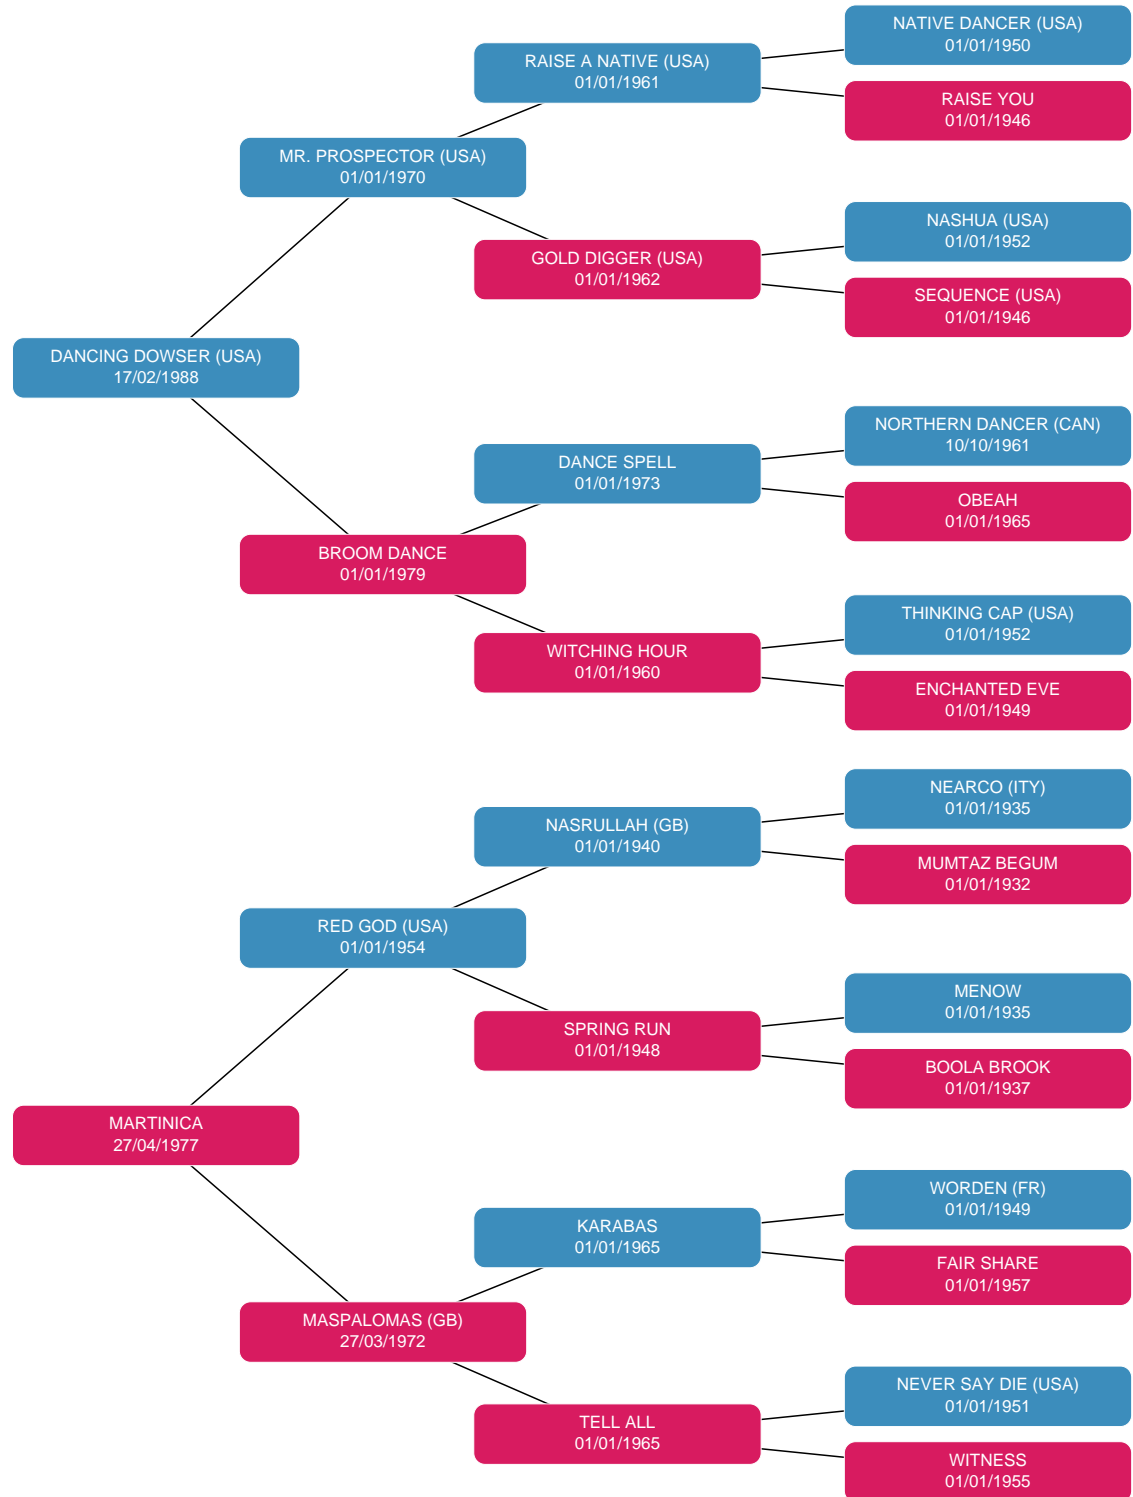 NATIVE DANCER (USA)
01/01/1950
RAISE A NATIVE (USA)
01/01/1961
RAISE YOU
01/01/1946
MR. PROSPECTOR (USA)
01/01/1970
NASHUA (USA)
01/01/1952
GOLD DIGGER (USA)
01/01/1962
SEQUENCE (USA)
01/01/1946
DANCING DOWSER (USA)
17/02/1988
NORTHERN DANCER (CAN)
10/10/1961
DANCE SPELL
01/01/1973
OBEAH
01/01/1965
BROOM DANCE
01/01/1979
THINKING CAP (USA)
01/01/1952
WITCHING HOUR
01/01/1960
ENCHANTED EVE
01/01/1949
NEARCO (ITY)
01/01/1935
NASRULLAH (GB)
01/01/1940
MUMTAZ BEGUM
01/01/1932
RED GOD (USA)
01/01/1954
MENOW
01/01/1935
SPRING RUN
01/01/1948
BOOLA BROOK
01/01/1937
MARTINICA
27/04/1977
WORDEN (FR)
01/01/1949
KARABAS
01/01/1965
FAIR SHARE
01/01/1957
MASPALOMAS (GB)
27/03/1972
NEVER SAY DIE (USA)
01/01/1951
TELL ALL
01/01/1965
WITNESS
01/01/1955